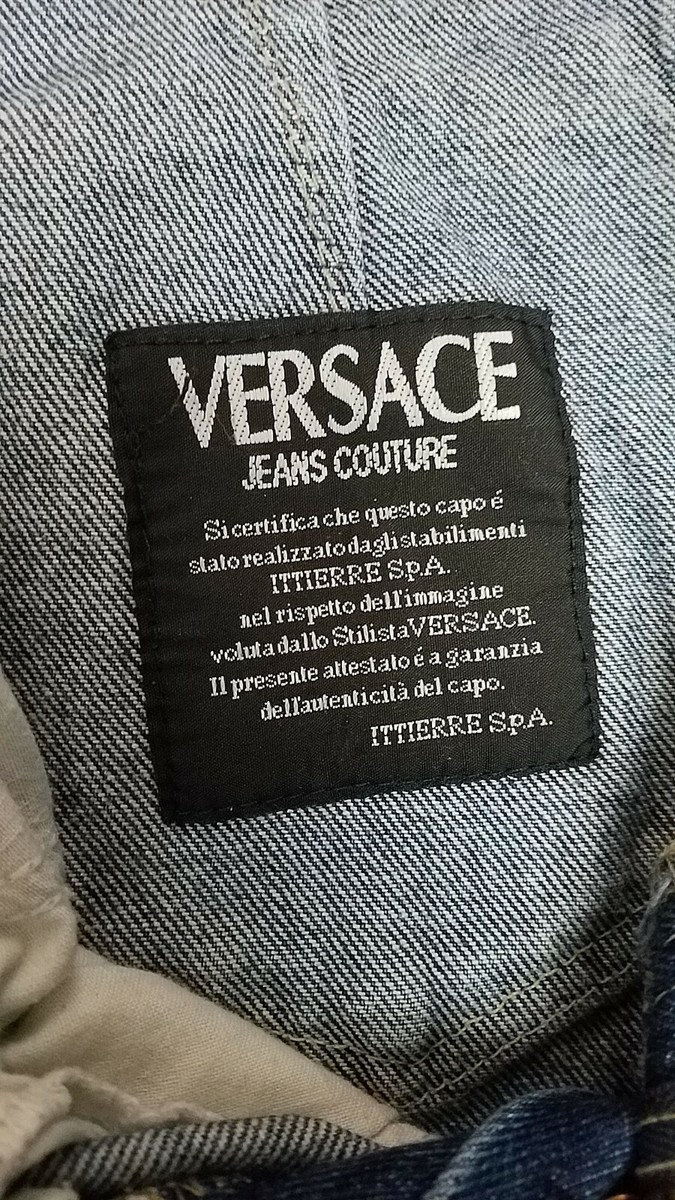 VERSACE
JEANS COUTURE
Si certifica che questo capo é
stato realizzato dagli stabilimenti
ITTIERRE S.p.A.
nel rispetto dell'immagine
voluta dallo Stilista VERSACE.
Il presente attestato é a garanzia
dell'autenticità del capo.
ITTIERRE S.p.A.